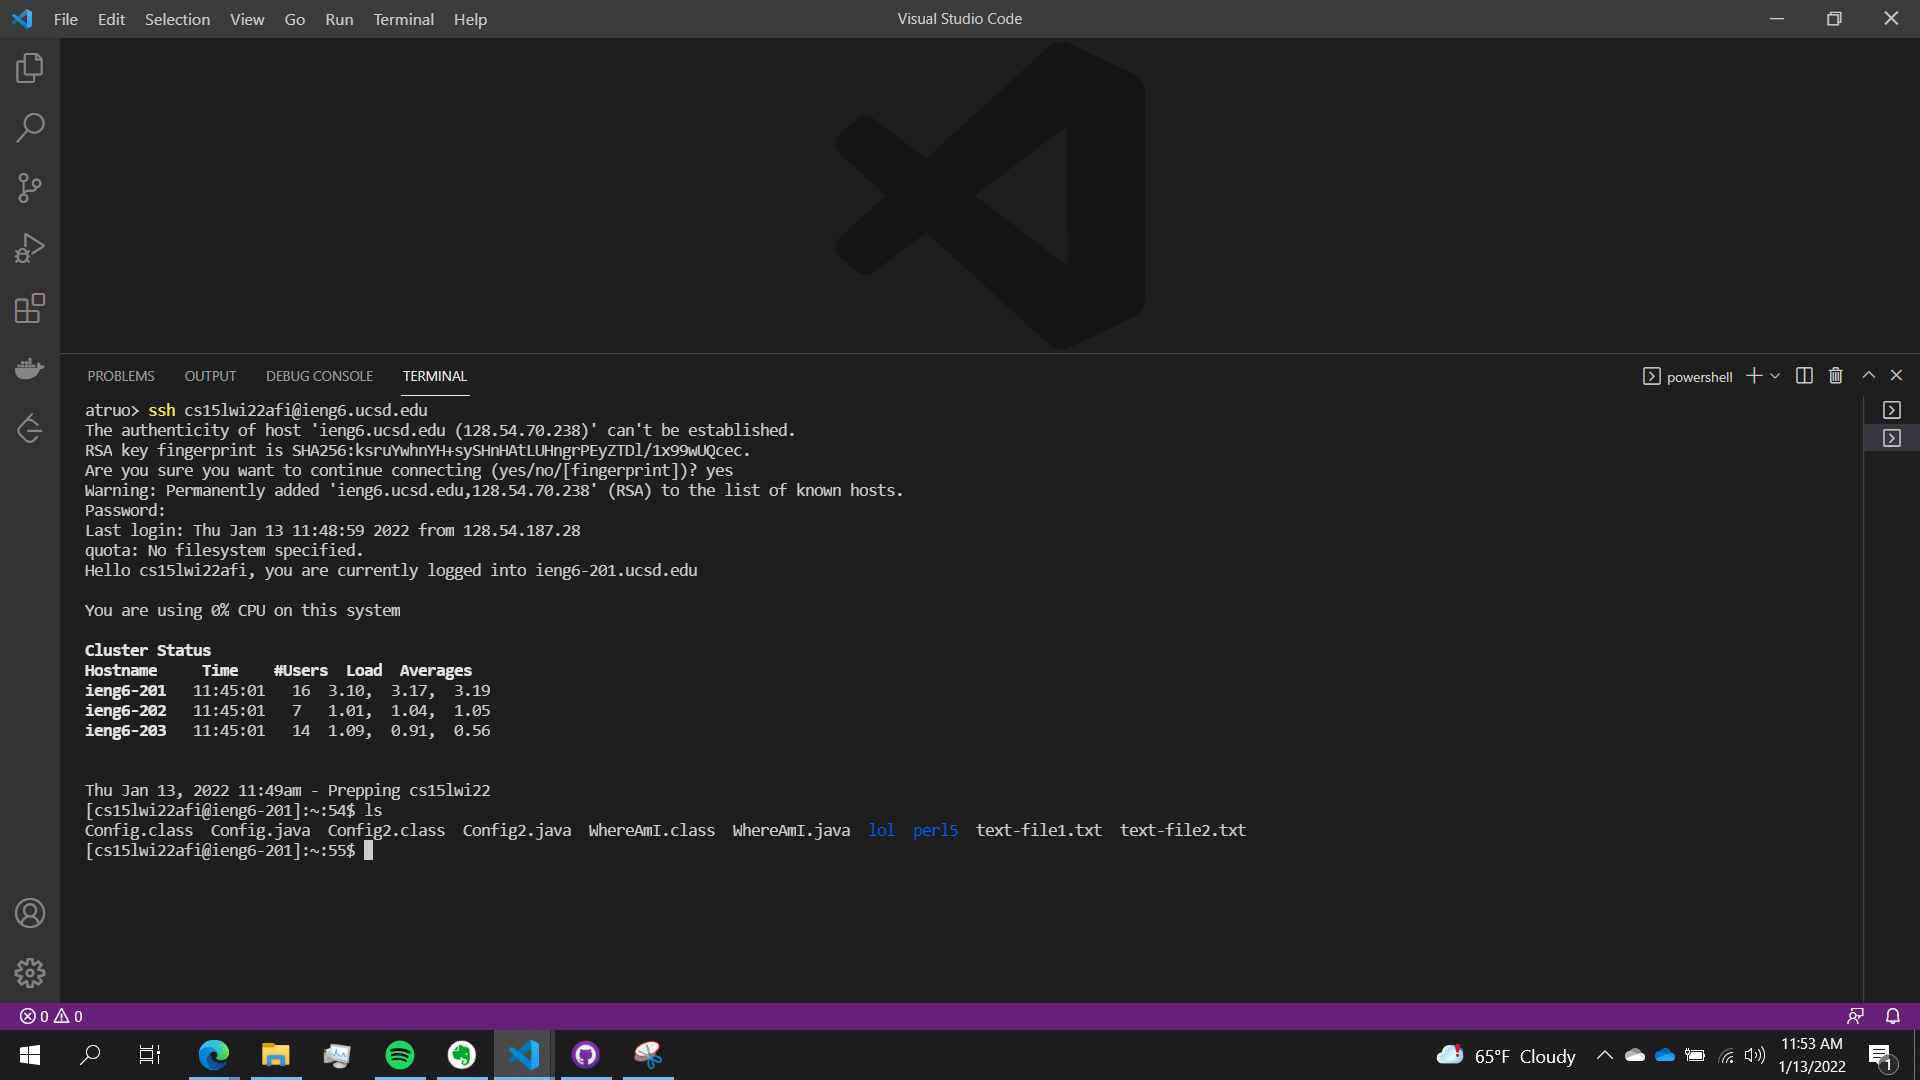 File Edit Selection View Go Run Terminal Help
Visual Studio Code
PROBLEMS OUTPUT DEBUG CONSOLE TERMINAL
powershell
atruo> ssh cs15lwi22afi@ieng6.ucsd.edu
The authenticity of host 'ieng6.ucsd.edu (128.54.70.238)' can't be established.
RSA key fingerprint is SHA256:ksruYwhnYH+sySHnHAtLUHngrPEyZTDl/1x99wUQcec.
Are you sure you want to continue connecting (yes/no/[fingerprint])? yes
Warning: Permanently added 'ieng6.ucsd.edu,128.54.70.238' (RSA) to the list of known hosts.
Password:
Last login: Thu Jan 13 11:48:59 2022 from 128.54.187.28
quota: No filesystem specified.
Hello cs15lwi22afi, you are currently logged into ieng6-201.ucsd.edu
You are using 0% CPU on this system
Cluster Status
Hostname Time #Users Load Averages
ieng6-201 11:45:01 16 3.10, 3.17, 3.19
ieng6-202 11:45:01 7 1.01, 1.04, 1.05
ieng6-203 11:45:01 14 1.09, 0.91, 0.56
Thu Jan 13, 2022 11:49am - Prepping cs15lwi22
[cs15lwi22afi@ieng6-201]:~:54$ ls
Config.class Config.java Config2.class Config2.java WhereAmI.class WhereAmI.java lol perl5 text-file1.txt text-file2.txt
[cs15lwi22afi@ieng6-201]:~:55$
0 0
65°F Cloudy
11:53 AM
1/13/2022
1